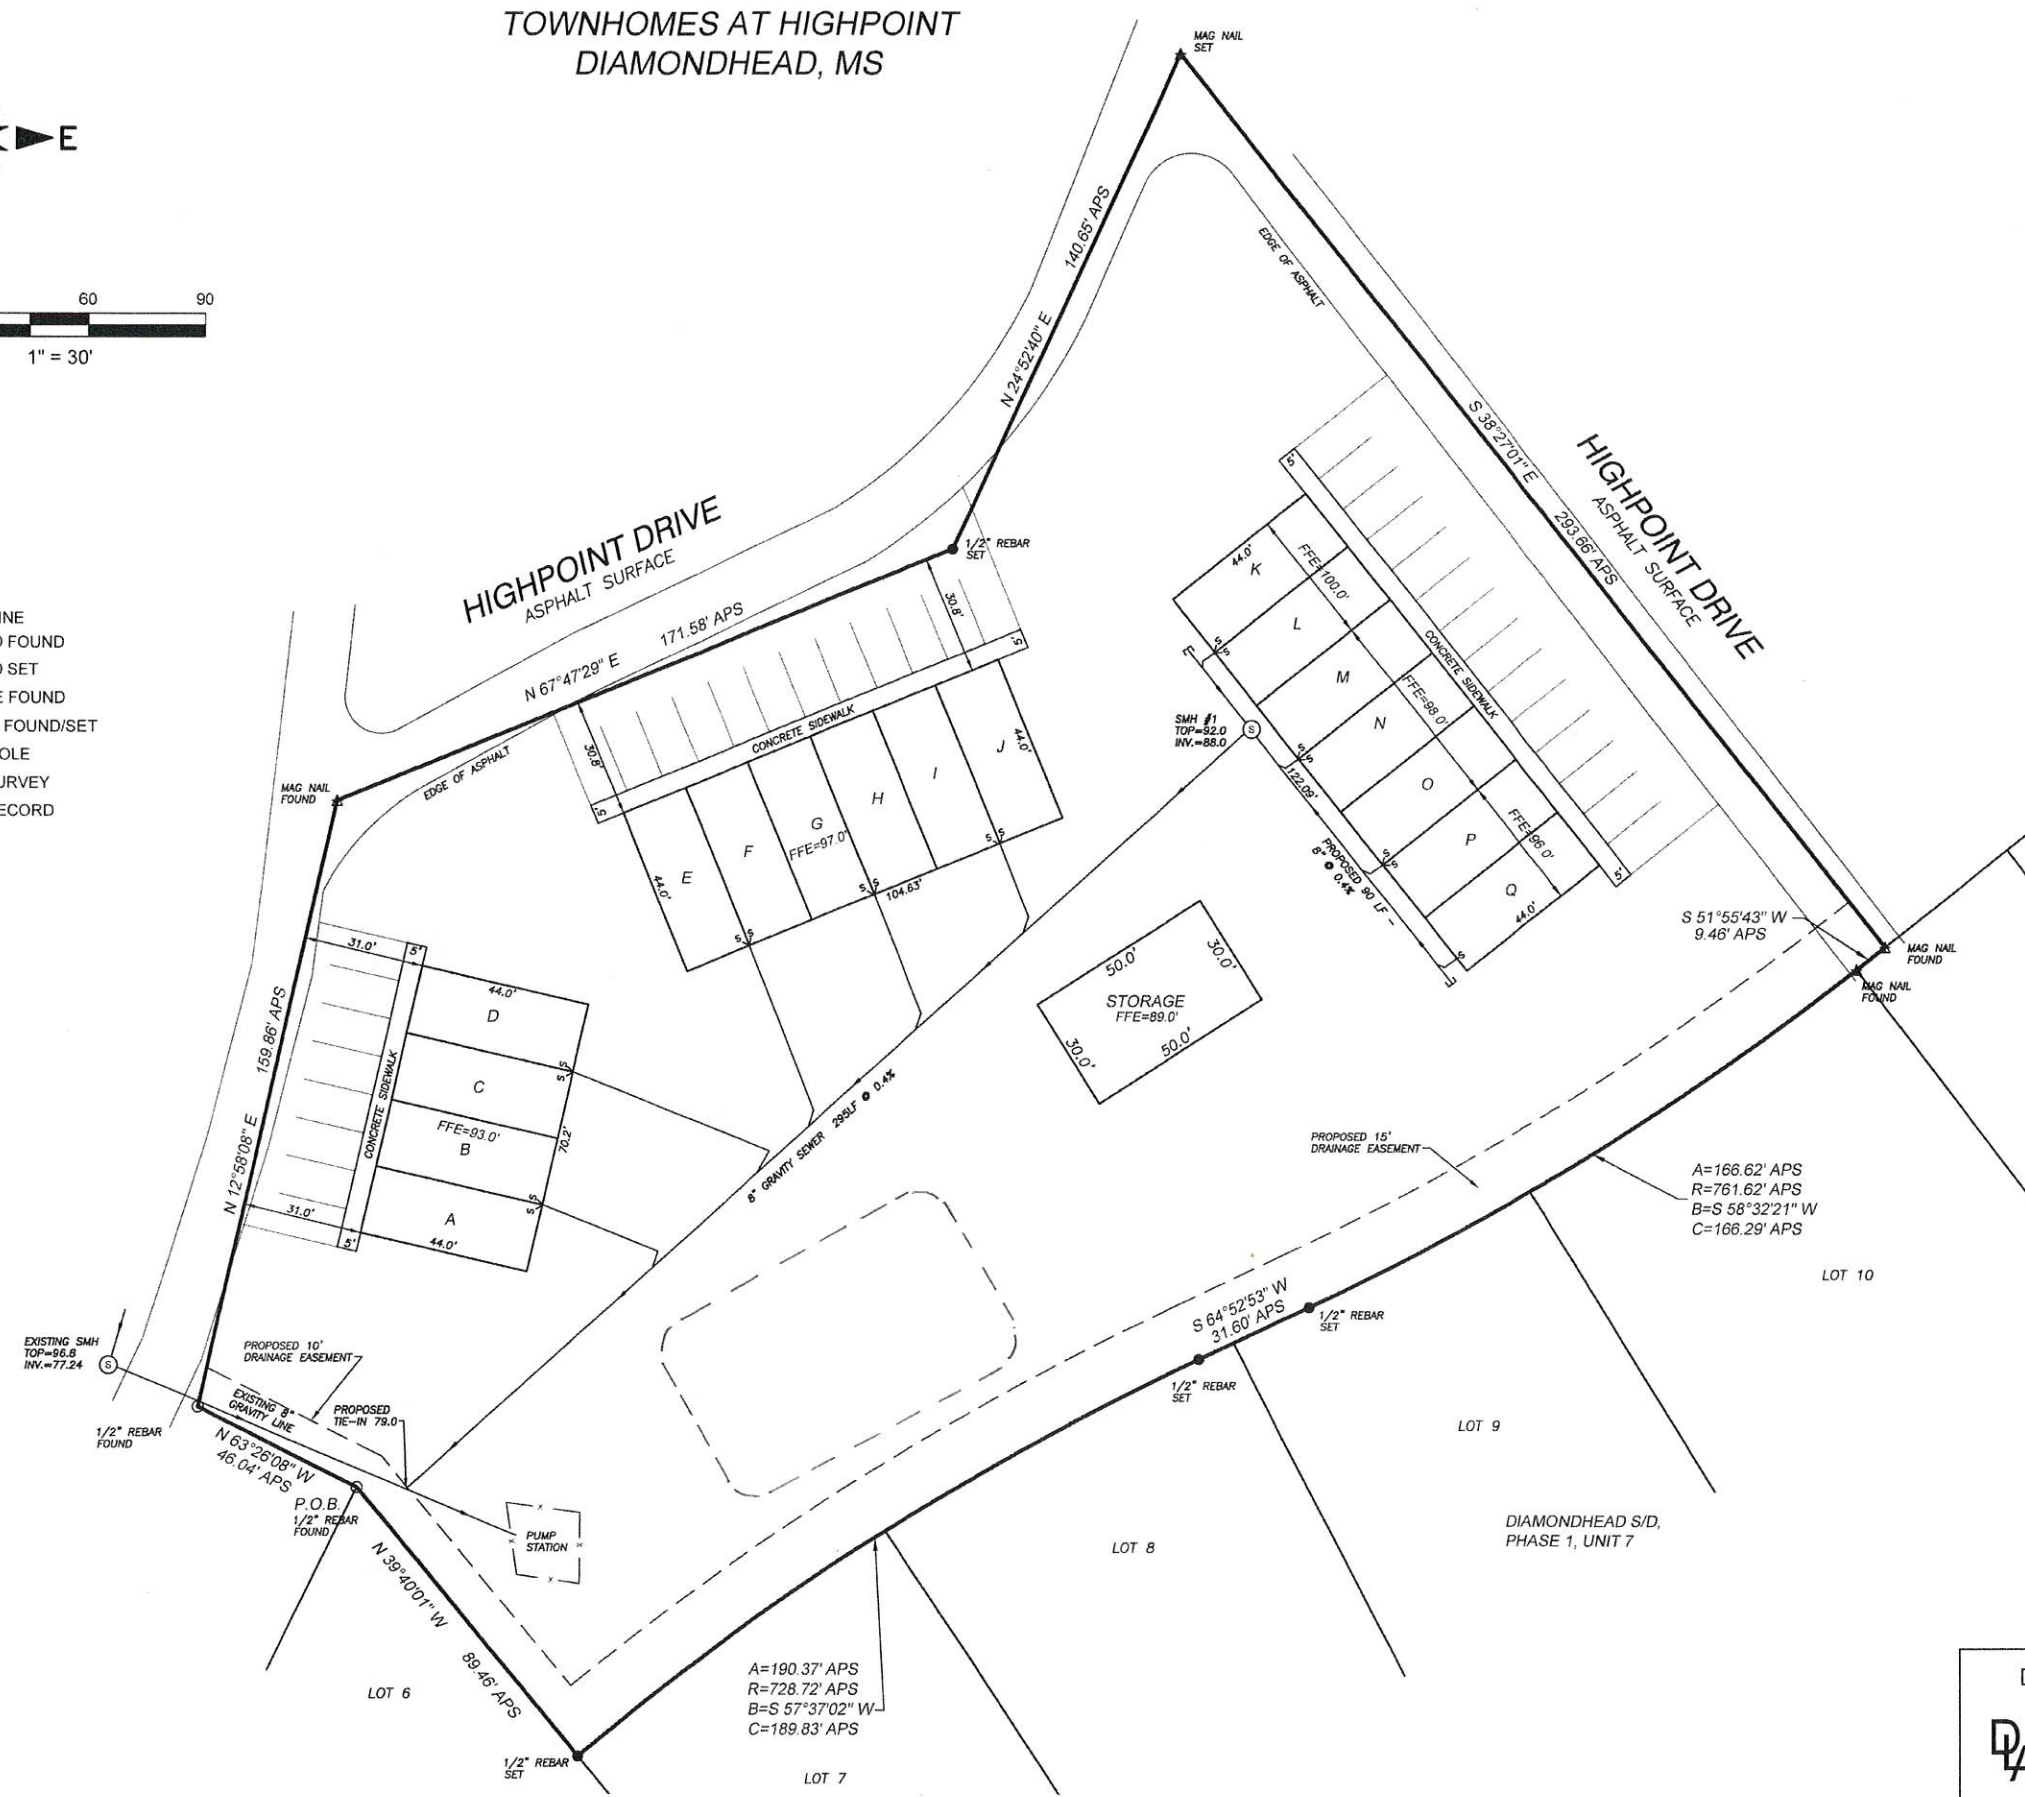 TOWNHOMES AT HIGHPOINT
DIAMONDHEAD, MS
E
60
90
1" = 30'
FOUND
SET
FOUND
FOUND/SET
MAG NAIL
SET
140.65' APS
N 24°52'40" E
EDGE OF ASPHALT
S 38°27'01" E
293.66' APS
HIGHPOINT DRIVE
ASPHALT SURFACE
HIGHPOINT DRIVE
ASPHALT SURFACE
N 67°47'29" E
171.58' APS
1/2" REBAR
SET
MAG NAIL
FOUND
EDGE OF ASPHALT
30.8'
30.8'
5'
5'
CONCRETE SIDEWALK
E
F
G
H
I
J
FFE=97.0'
44.0'
44.0'
104.63'
S S
S S
S S
5'
44.0'
K
FFE=100.0'
L
M
FFE=98.0'
N
O
FFE=96.0'
P
Q
44.0'
5'
CONCRETE SIDEWALK
S S
S S
S S
S
SMH #1
TOP=92.0
INV.=88.0
S
122.09'
PROPOSED 90 LF -
8" @ 0.4%
S 51°55'43" W
9.46' APS
MAG NAIL
FOUND
MAG NAIL
FOUND
159.86' APS
N 12°58'08" E
31.0'
5'
44.0'
D
C
FFE=93.0'
B
A
70.2'
CONCRETE SIDEWALK
31.0'
5'
44.0'
S S
S S
50.0'
30.0'
STORAGE
FFE=89.0'
30.0'
50.0'
8" GRAVITY SEWER 295LF @ 0.4%
PROPOSED 15'
DRAINAGE EASEMENT
A=166.62' APS
R=761.62' APS
B=S 58°32'21" W
C=166.29' APS
LOT 10
S 64°52'53" W
31.60' APS
1/2" REBAR
SET
1/2" REBAR
SET
EXISTING SMH
TOP=96.8
INV.=77.24
S
PROPOSED 10'
DRAINAGE EASEMENT
EXISTING 8"
GRAVITY LINE
PROPOSED
TIE-IN 79.0
1/2" REBAR
FOUND
N 63°26'08" W
46.04' APS
P.O.B.
1/2" REBAR
FOUND
PUMP
STATION
x
x
x
x
LOT 9
LOT 8
DIAMONDHEAD S/D,
PHASE 1, UNIT 7
N 39°40'01" W
89.46' APS
A=190.37' APS
R=728.72' APS
B=S 57°37'02" W
C=189.83' APS
LOT 6
1/2" REBAR
SET
LOT 7